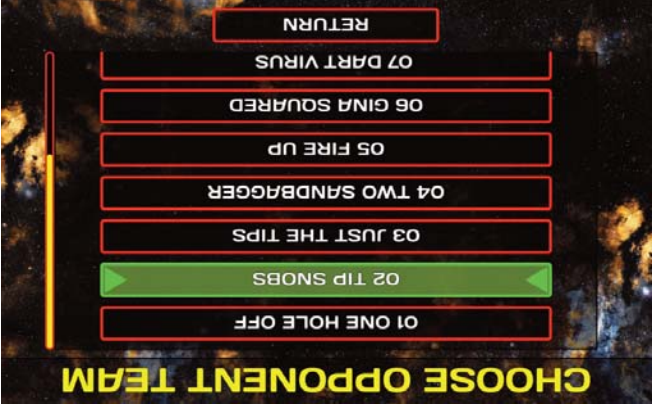 CHOOSE OPPONENT TEAM
01 ONE HOLE OFF
02 TIP SNOBS
03 JUST THE TIPS
04 TWO SANDBAGGER
05 FIRE UP
06 GINA SQUARED
07 DART VIRUS
RETURN